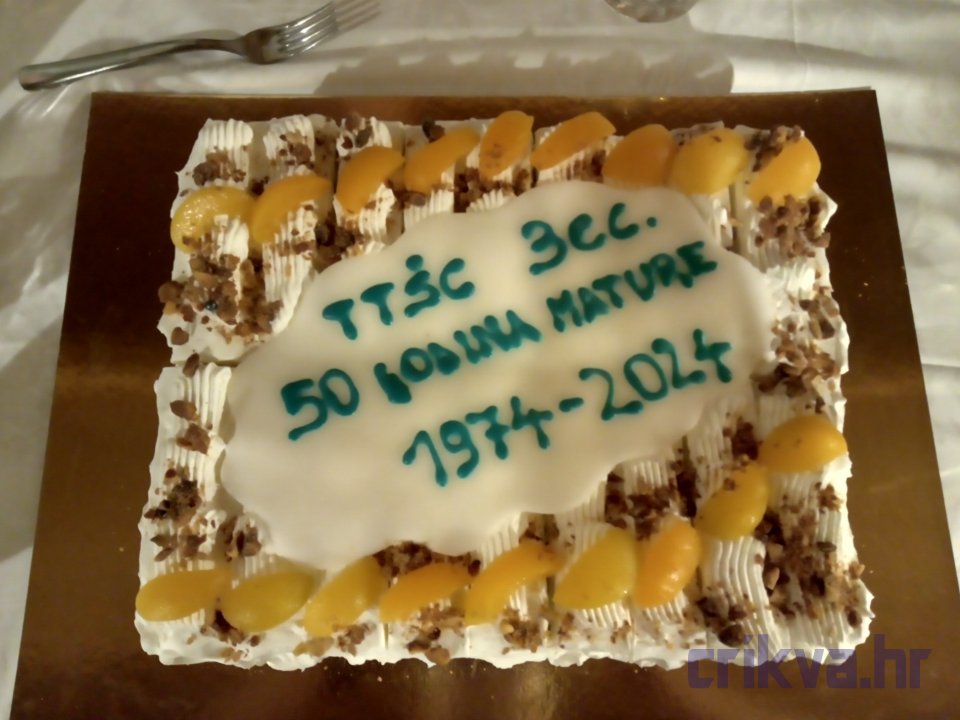 TTŠC 3CC.
50 GODINA MATURE
1974-2024
crikva.hr